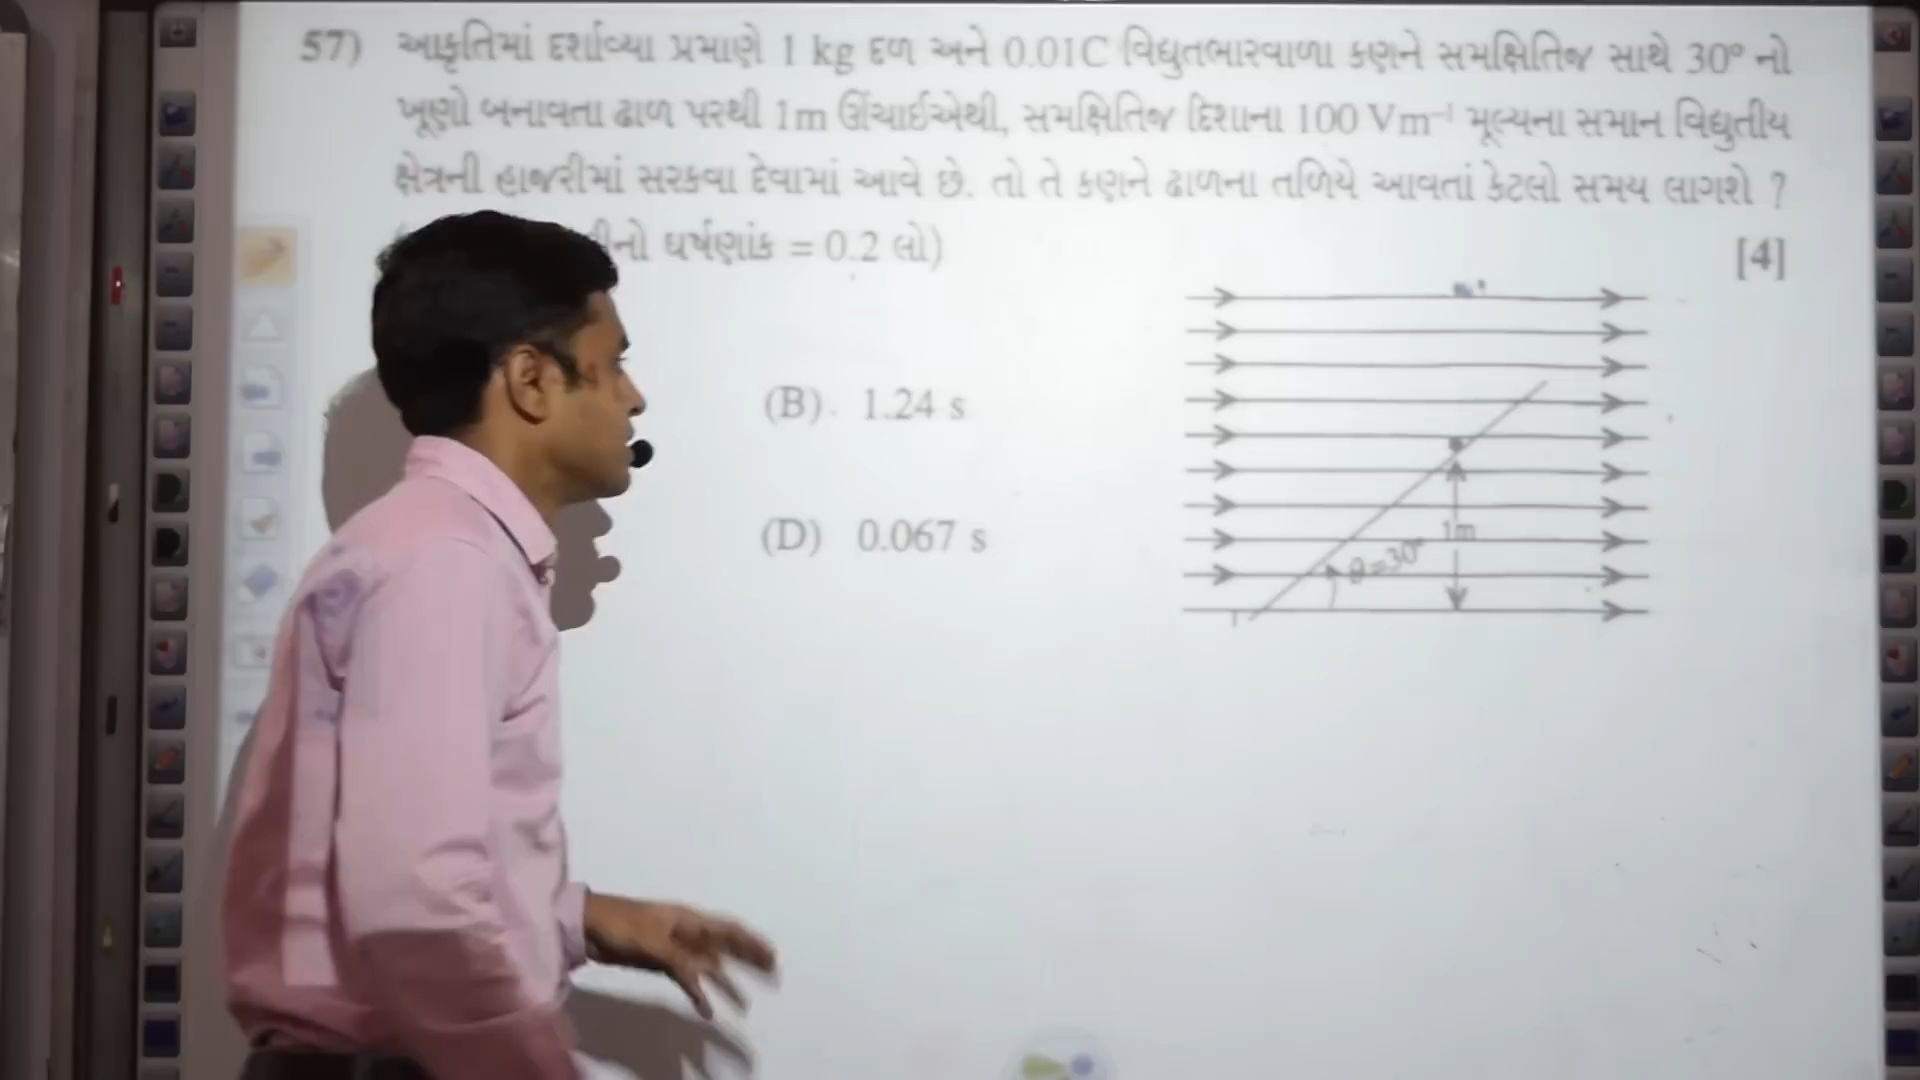 57) આકૃતિમાં દર્શાવ્યા પ્રમાણે 1 kg દળ અને 0.01C વિદ્યુતભારવાળા કણને સમક્ષિતિજ સાથે 30° નો
ખૂણો બનાવતા ઢાળ પરથી 1m ઊંચાઈએથી, સમક્ષિતિજ દિશાના 100 Vm⁻¹ મૂલ્યના સમાન વિદ્યુતીય
ક્ષેત્રની હાજરીમાં સરકવા દેવામાં આવે છે. તો તે કણને ઢાળના તળિયે આવતાં કેટલો સમય લાગશે ?
ઘર્ષણાંક = 0.2 લો) [4]
(B) 1.24 s
(D) 0.067 s
1m
θ=30°